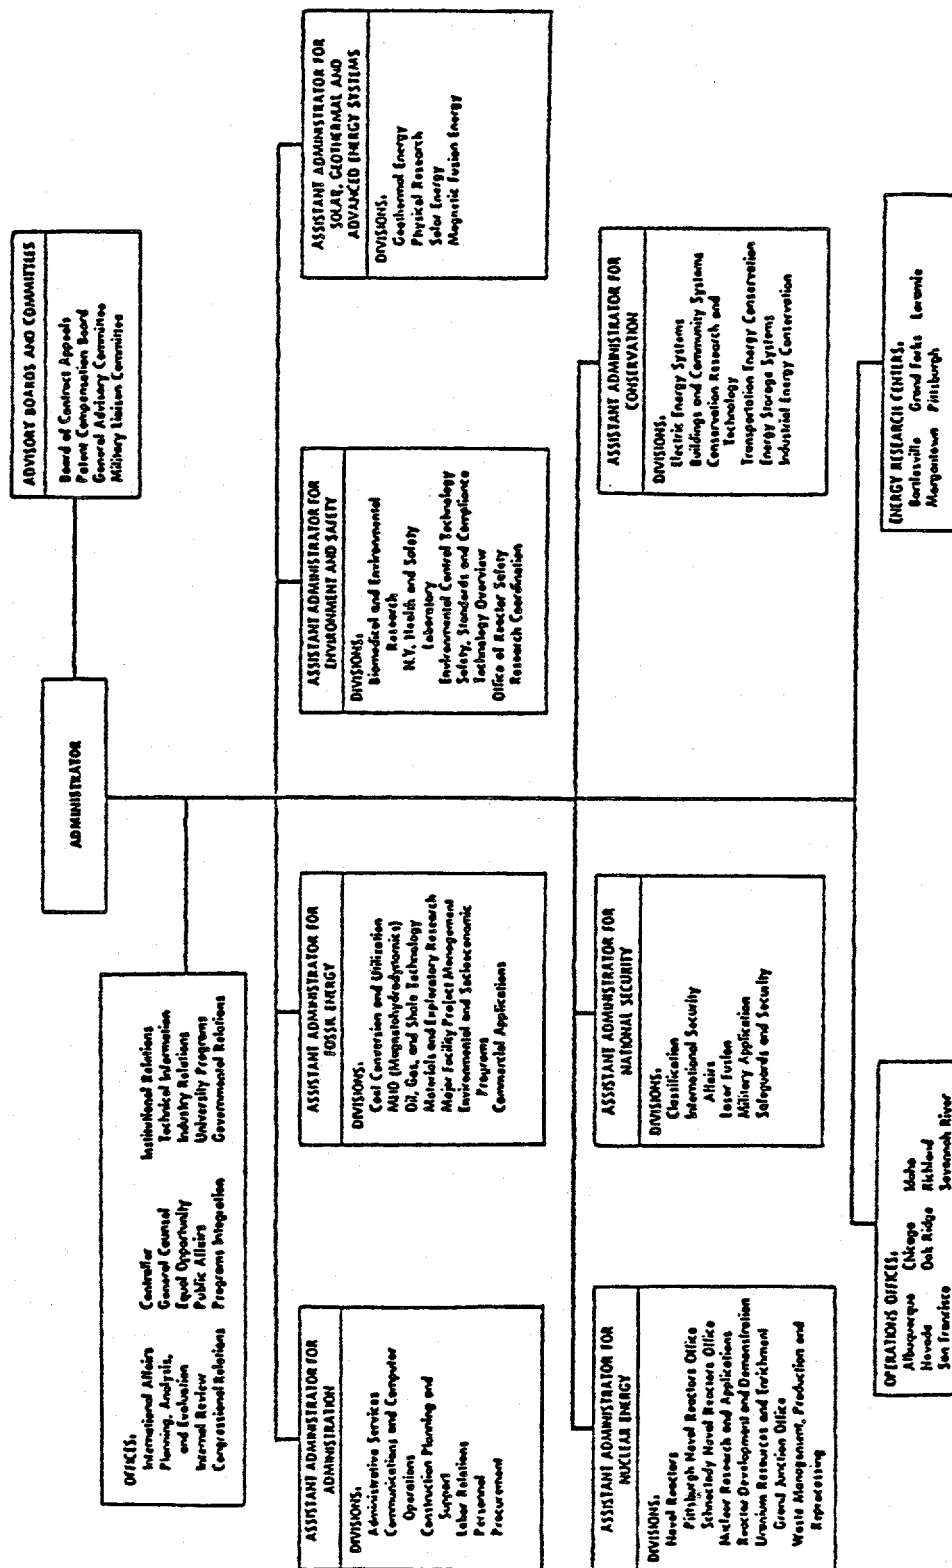 ADMINISTRATOR
ADVISORY BOARDS AND COMMITTEES
Board of Contract Appeals
Patent Compensation Board
General Advisory Committee
Military Liaison Committee
OFFICES:
International Affairs
Planning, Analysis,
and Evaluation
Internal Review
Congressional Relations
Controller
General Counsel
Equal Opportunity
Public Affairs
Programs Integration
Institutional Relations
Technical Information
Industry Relations
University Programs
Governmental Relations
ASSISTANT ADMINISTRATOR FOR
ADMINISTRATION
DIVISIONS:
Administrative Services
Communications and Computer
Operations
Construction Planning and
Support
Labor Relations
Personnel
Procurement
ASSISTANT ADMINISTRATOR FOR
FOSSIL ENERGY
DIVISIONS:
Coal Conversion and Utilization
MHD (Magnatohydrodynamics)
Oil, Gas, and Shale Technology
Materials and Exploratory Research
Major Facility Project Management
Environmental and Socioeconomic
Programs
Commercial Applications
ASSISTANT ADMINISTRATOR FOR
ENVIRONMENT AND SAFETY
DIVISIONS:
Biomedical and Environmental
Research
N.Y. Health and Safety
Laboratory
Environmental Control Technology
Safety, Standards and Compliance
Technology Overview
Office of Reactor Safety
Research Coordination
ASSISTANT ADMINISTRATOR FOR
SOLAR, GEOTHERMAL AND
ADVANCED ENERGY SYSTEMS
DIVISIONS:
Geothermal Energy
Physical Research
Solar Energy
Magnetic Fusion Energy
ASSISTANT ADMINISTRATOR FOR
NUCLEAR ENERGY
DIVISIONS:
Naval Reactors
Pittsburgh Naval Reactors Office
Schenectady Naval Reactors Office
Nuclear Research and Applications
Reactor Development and Demonstration
Uranium Resources and Enrichment
Grand Junction Office
Waste Management, Production and
Reprocessing
ASSISTANT ADMINISTRATOR FOR
NATIONAL SECURITY
DIVISIONS:
Classification
International Security
Affairs
Laser Fusion
Military Application
Safeguards and Security
ASSISTANT ADMINISTRATOR FOR
CONSERVATION
DIVISIONS:
Electric Energy Systems
Buildings and Community Systems
Conservation Research and
Technology
Transportation Energy Conservation
Energy Storage Systems
Industrial Energy Conservation
OPERATIONS OFFICES:
Albuquerque Chicago Idaho
Nevada Oak Ridge Richland
San Francisco Savannah River
ENERGY RESEARCH CENTERS:
Bartlesville Grand Forks Laramie
Morgantown Pittsburgh